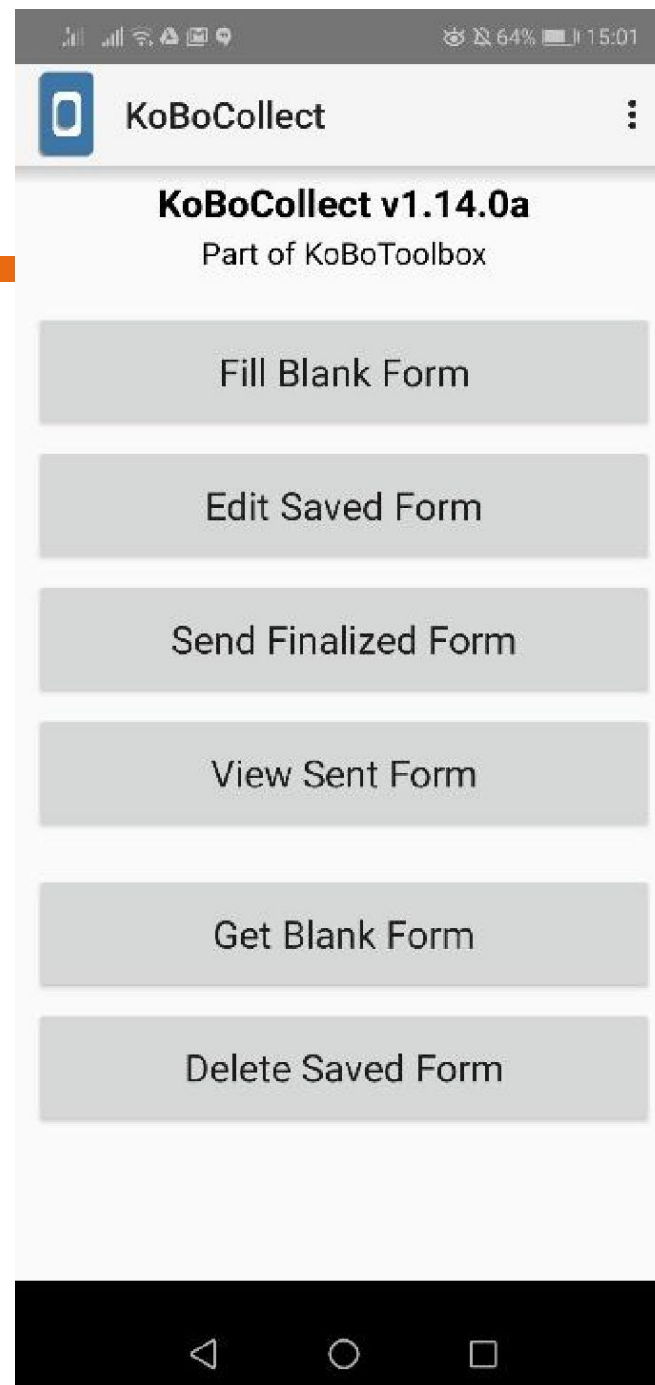 64% 15:01
KoBoCollect
KoBoCollect v1.14.0a
Part of KoBoToolbox
Fill Blank Form
Edit Saved Form
Send Finalized Form
View Sent Form
Get Blank Form
Delete Saved Form